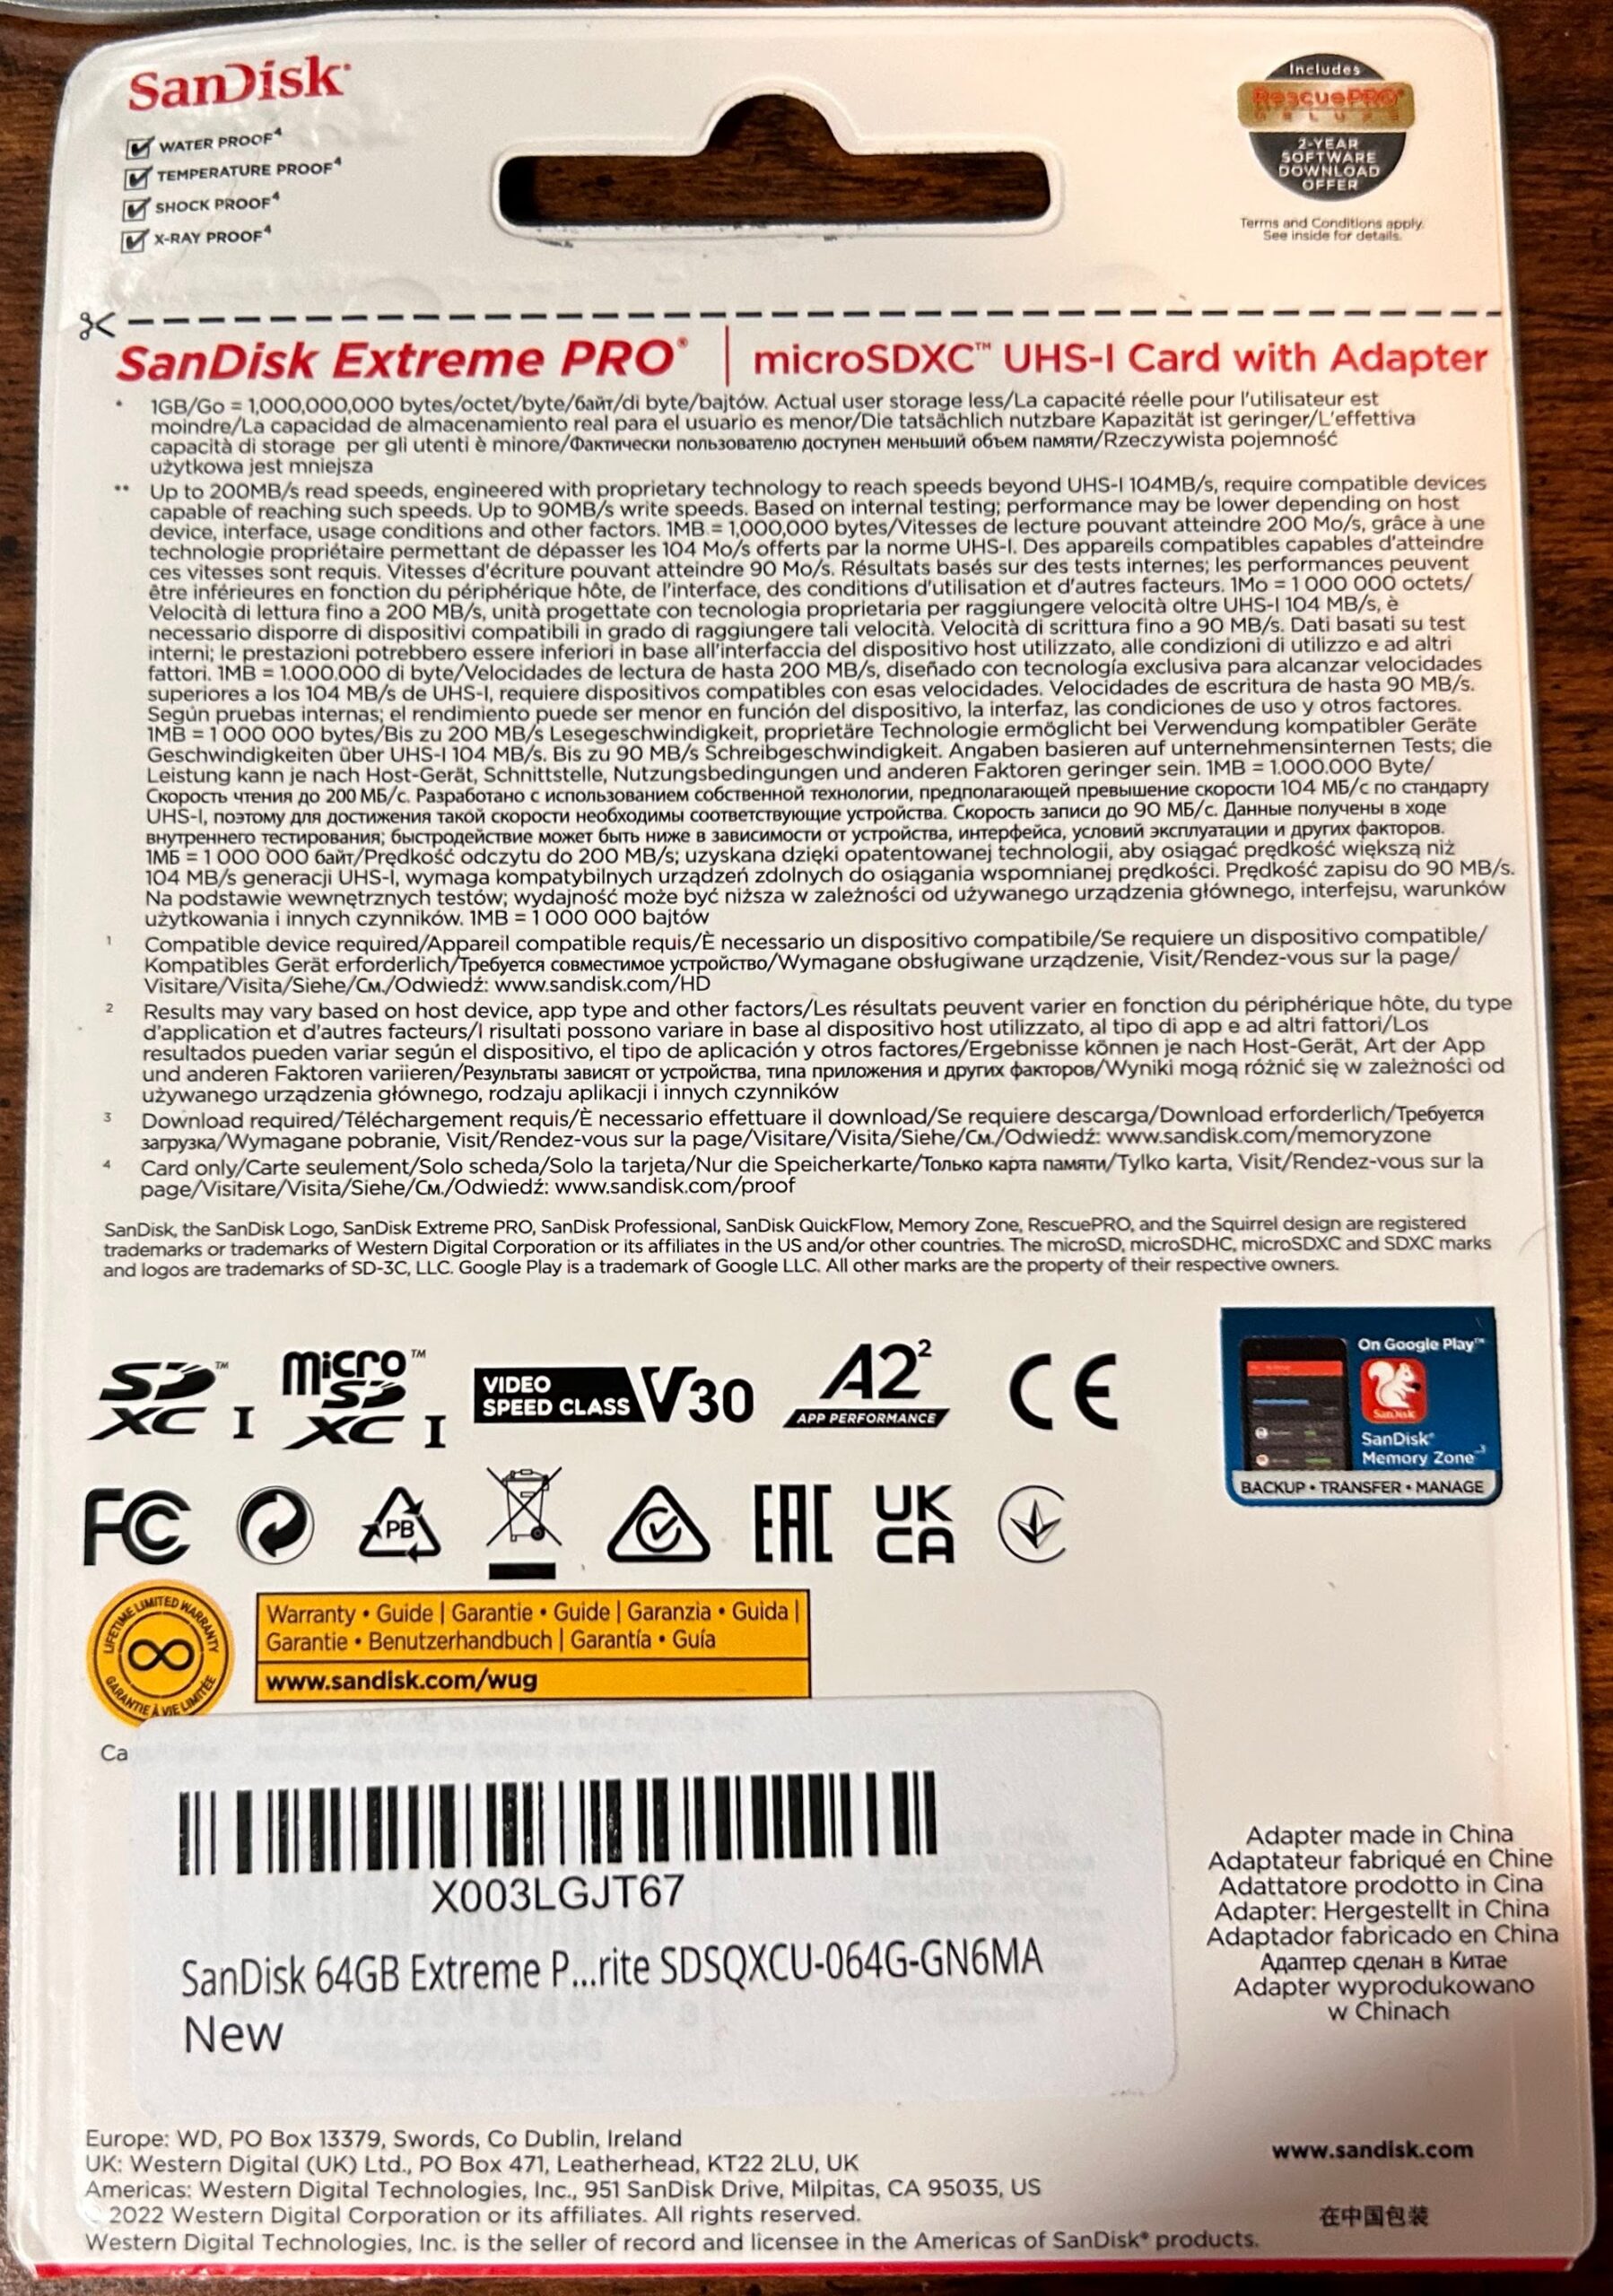 SanDisk®
WATER PROOF⁴
TEMPERATURE PROOF⁴
SHOCK PROOF⁴
X-RAY PROOF⁴
Includes
RescuePRO®
DELUXE
2-YEAR
SOFTWARE
DOWNLOAD
OFFER
Terms and Conditions apply.
See inside for details.
SanDisk Extreme PRO® | microSDXC™ UHS-I Card with Adapter
* 1GB/Go = 1,000,000,000 bytes/octet/byte/байт/di byte/bajtów. Actual user storage less/La capacité réelle pour l'utilisateur est
moindre/La capacidad de almacenamiento real para el usuario es menor/Die tatsächlich nutzbare Kapazität ist geringer/L'effettiva
capacità di storage per gli utenti è minore/Фактически пользователю доступен меньший объем памяти/Rzeczywista pojemność
użytkowa jest mniejsza
** Up to 200MB/s read speeds, engineered with proprietary technology to reach speeds beyond UHS-I 104MB/s, require compatible devices
capable of reaching such speeds. Up to 90MB/s write speeds. Based on internal testing; performance may be lower depending on host
device, interface, usage conditions and other factors. 1MB = 1,000,000 bytes/Vitesses de lecture pouvant atteindre 200 Mo/s, grâce à une
technologie propriétaire permettant de dépasser les 104 Mo/s offerts par la norme UHS-I. Des appareils compatibles capables d'atteindre
ces vitesses sont requis. Vitesses d'écriture pouvant atteindre 90 Mo/s. Résultats basés sur des tests internes; les performances peuvent
être inférieures en fonction du périphérique hôte, de l'interface, des conditions d'utilisation et d'autres facteurs. 1Mo = 1 000 000 octets/
Velocità di lettura fino a 200 MB/s, unità progettate con tecnologia proprietaria per raggiungere velocità oltre UHS-I 104 MB/s, è
necessario disporre di dispositivi compatibili in grado di raggiungere tali velocità. Velocità di scrittura fino a 90 MB/s. Dati basati su test
interni; le prestazioni potrebbero essere inferiori in base all'interfaccia del dispositivo host utilizzato, alle condizioni di utilizzo e ad altri
fattori. 1MB = 1.000.000 di byte/Velocidades de lectura de hasta 200 MB/s, diseñado con tecnología exclusiva para alcanzar velocidades
superiores a los 104 MB/s de UHS-I, requiere dispositivos compatibles con esas velocidades. Velocidades de escritura de hasta 90 MB/s.
Según pruebas internas; el rendimiento puede ser menor en función del dispositivo, la interfaz, las condiciones de uso y otros factores.
1MB = 1 000 000 bytes/Bis zu 200 MB/s Lesegeschwindigkeit, proprietäre Technologie ermöglicht bei Verwendung kompatibler Geräte
Geschwindigkeiten über UHS-I 104 MB/s. Bis zu 90 MB/s Schreibgeschwindigkeit. Angaben basieren auf unternehmensinternen Tests; die
Leistung kann je nach Host-Gerät, Schnittstelle, Nutzungsbedingungen und anderen Faktoren geringer sein. 1MB = 1.000.000 Byte/
Скорость чтения до 200 МБ/с. Разработано с использованием собственной технологии, предполагающей превышение скорости 104 МБ/с по стандарту
UHS-I, поэтому для достижения такой скорости необходимы соответствующие устройства. Скорость записи до 90 МБ/с. Данные получены в ходе
внутреннего тестирования; быстродействие может быть ниже в зависимости от устройства, интерфейса, условий эксплуатации и других факторов.
1МБ = 1 000 000 байт/Prędkość odczytu do 200 MB/s; uzyskana dzięki opatentowanej technologii, aby osiągać prędkość większą niż
104 MB/s generacji UHS-I, wymaga kompatybilnych urządzeń zdolnych do osiągania wspomnianej prędkości. Prędkość zapisu do 90 MB/s.
Na podstawie wewnętrznych testów; wydajność może być niższa w zależności od używanego urządzenia głównego, interfejsu, warunków
użytkowania i innych czynników. 1MB = 1 000 000 bajtów
1 Compatible device required/Appareil compatible requis/È necessario un dispositivo compatibile/Se requiere un dispositivo compatible/
Kompatibles Gerät erforderlich/Требуется совместимое устройство/Wymagane obsługiwane urządzenie, Visit/Rendez-vous sur la page/
Visitare/Visita/Siehe/См./Odwiedź: www.sandisk.com/HD
2 Results may vary based on host device, app type and other factors/Les résultats peuvent varier en fonction du périphérique hôte, du type
d'application et d'autres facteurs/I risultati possono variare in base al dispositivo host utilizzato, al tipo di app e ad altri fattori/Los
resultados pueden variar según el dispositivo, el tipo de aplicación y otros factores/Ergebnisse können je nach Host-Gerät, Art der App
und anderen Faktoren variieren/Результаты зависят от устройства, типа приложения и других факторов/Wyniki mogą różnić się w zależności od
używanego urządzenia głównego, rodzaju aplikacji i innych czynników
3 Download required/Téléchargement requis/È necessario effettuare il download/Se requiere descarga/Download erforderlich/Требуется
загрузка/Wymagane pobranie, Visit/Rendez-vous sur la page/Visitare/Visita/Siehe/См./Odwiedź: www.sandisk.com/memoryzone
4 Card only/Carte seulement/Solo scheda/Solo la tarjeta/Nur die Speicherkarte/Только карта памяти/Tylko karta, Visit/Rendez-vous sur la
page/Visitare/Visita/Siehe/См./Odwiedź: www.sandisk.com/proof
SanDisk, the SanDisk Logo, SanDisk Extreme PRO, SanDisk Professional, SanDisk QuickFlow, Memory Zone, RescuePRO, and the Squirrel design are registered
trademarks or trademarks of Western Digital Corporation or its affiliates in the US and/or other countries. The microSD, microSDHC, microSDXC and SDXC marks
and logos are trademarks of SD-3C, LLC. Google Play is a trademark of Google LLC. All other marks are the property of their respective owners.
SD XC I ™
micro SD XC I ™
VIDEO
SPEED CLASS V30
A2²
APP PERFORMANCE
CE
On Google Play™
SanDisk
SanDisk®
Memory Zone³
BACKUP • TRANSFER • MANAGE
FC
PB
EAC
UK
CA
LIFETIME LIMITED WARRANTY
GARANTIE À VIE LIMITÉE
Warranty • Guide | Garantie • Guide | Garanzia • Guida |
Garantie • Benutzerhandbuch | Garantía • Guía
www.sandisk.com/wug
Ca
X003LGJT67
SanDisk 64GB Extreme P...rite SDSQXCU-064G-GN6MA
New
Adapter made in China
Adaptateur fabriqué en Chine
Adattatore prodotto in Cina
Adapter: Hergestellt in China
Adaptador fabricado en China
Адаптер сделан в Китае
Adapter wyprodukowano
w Chinach
Europe: WD, PO Box 13379, Swords, Co Dublin, Ireland
UK: Western Digital (UK) Ltd., PO Box 471, Leatherhead, KT22 2LU, UK
Americas: Western Digital Technologies, Inc., 951 SanDisk Drive, Milpitas, CA 95035, US
© 2022 Western Digital Corporation or its affiliates. All rights reserved.
Western Digital Technologies, Inc. is the seller of record and licensee in the Americas of SanDisk® products.
www.sandisk.com
在中国包装